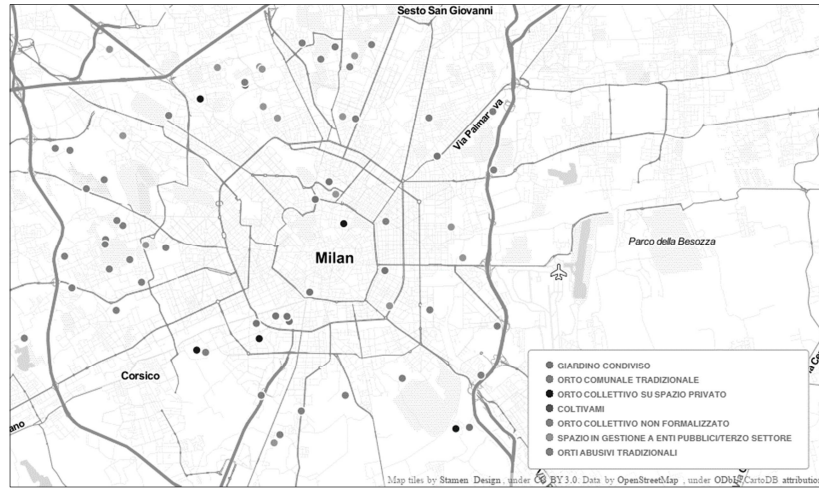 Sesto San Giovanni
Via Palmanova
Parco della Besozza
Milan
Corsico
ano
GIARDINO CONDIVISO
ORTO COMUNALE TRADIZIONALE
ORTO COLLETTIVO SU SPAZIO PRIVATO
COLTIVAMI
ORTO COLLETTIVO NON FORMALIZZATO
SPAZIO IN GESTIONE A ENTI PUBBLICI/TERZO SETTORE
ORTI ABUSIVI TRADIZIONALI
Map tiles by Stamen Design, under CC BY 3.0. Data by OpenStreetMap, under ODbL, CartoDB attribution